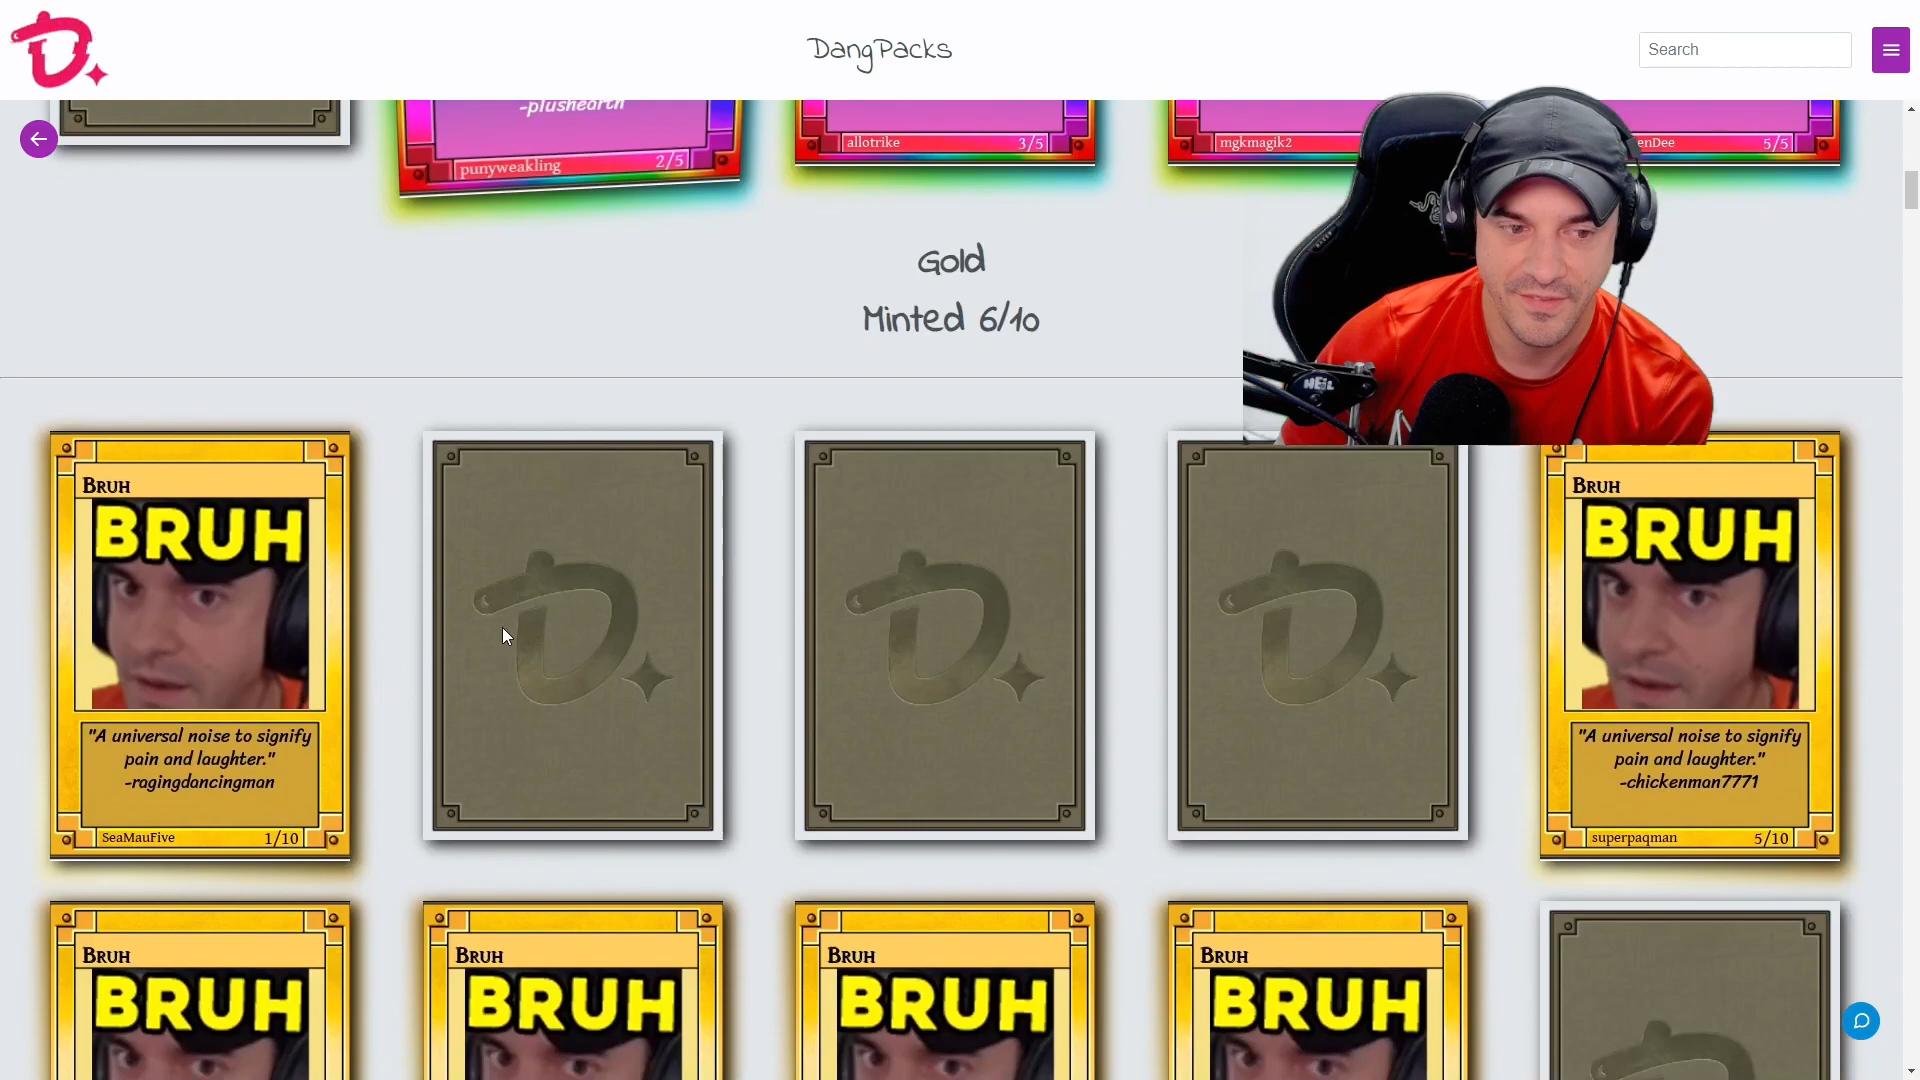 DangPacks
Search
-plushearth
punyweakling 2/5
allotrike 3/5
mgkmagik2
enDee 5/5
Gold
Minted 6/10
HEIL
BRUH
BRUH
"A universal noise to signify
pain and laughter."
-ragingdancingman
SeaMauFive 1/10
BRUH
BRUH
"A universal noise to signify
pain and laughter."
-chickenman7771
superpaqman 5/10
BRUH
BRUH
BRUH
BRUH
BRUH
BRUH
BRUH
BRUH